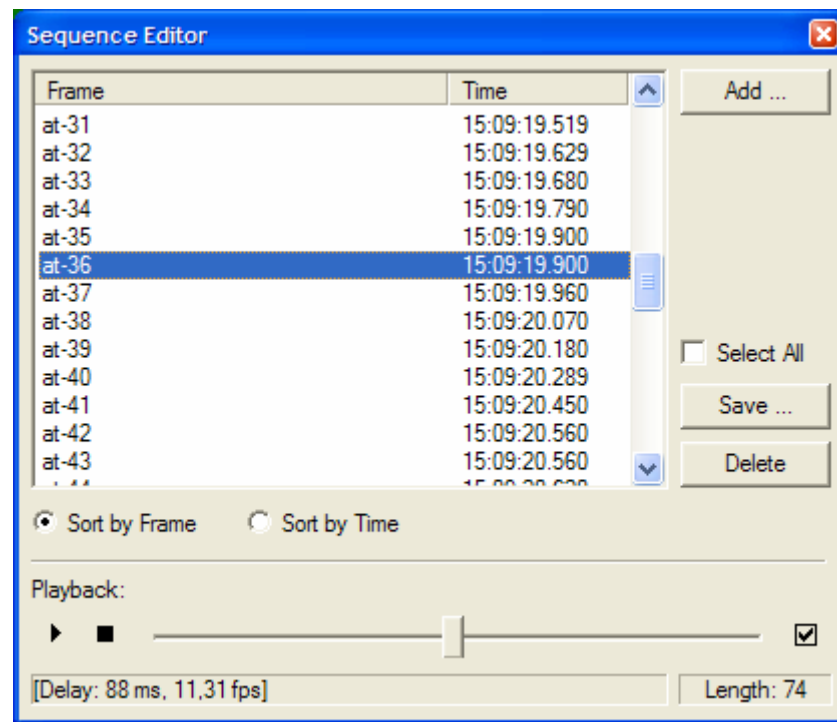 Sequence Editor
Frame Time
Add ...
at-31 15:09:19.519
at-32 15:09:19.629
at-33 15:09:19.680
at-34 15:09:19.790
at-35 15:09:19.900
at-36 15:09:19.900
at-37 15:09:19.960
at-38 15:09:20.070
at-39 15:09:20.180
Select All
at-40 15:09:20.289
at-41 15:09:20.450
Save ...
at-42 15:09:20.560
at-43 15:09:20.560
Delete
Sort by Frame Sort by Time
Playback:
[Delay: 88 ms, 11,31 fps] Length: 74